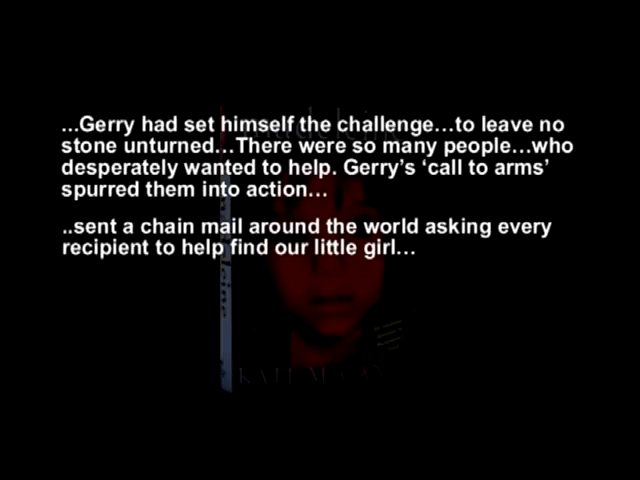 madeleine
...Gerry had set himself the challenge...to leave no
stone unturned...There were so many people...who
desperately wanted to help. Gerry’s ‘call to arms’
spurred them into action...
..sent a chain mail around the world asking every
recipient to help find our little girl...